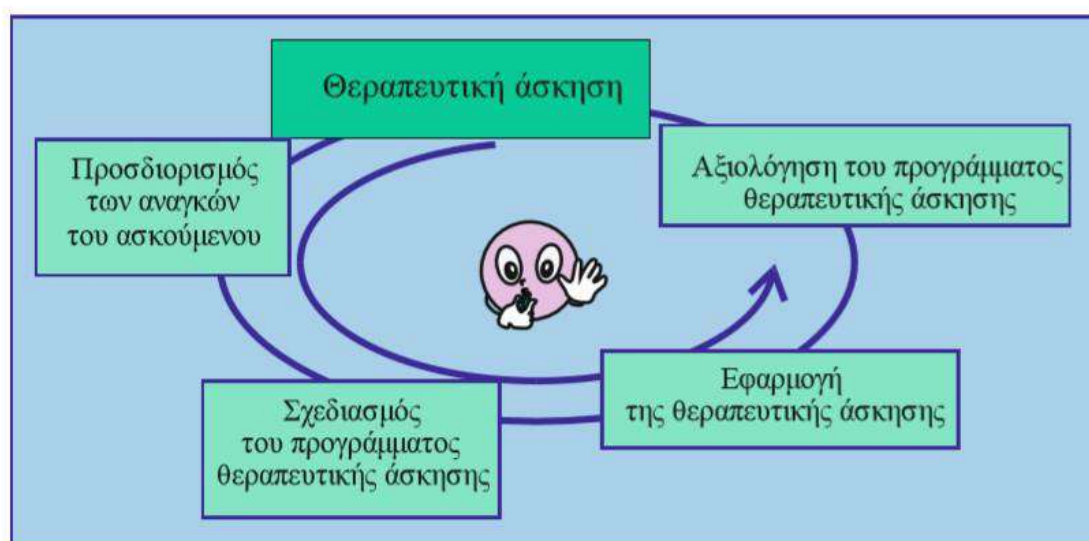 Θεραπευτική άσκηση
Προσδιορισμός
των αναγκών
του ασκούμενου
Σχεδιασμός
του προγράμματος
θεραπευτικής άσκησης
Εφαρμογή
της θεραπευτικής άσκησης
Αξιολόγηση του προγράμματος
θεραπευτικής άσκησης